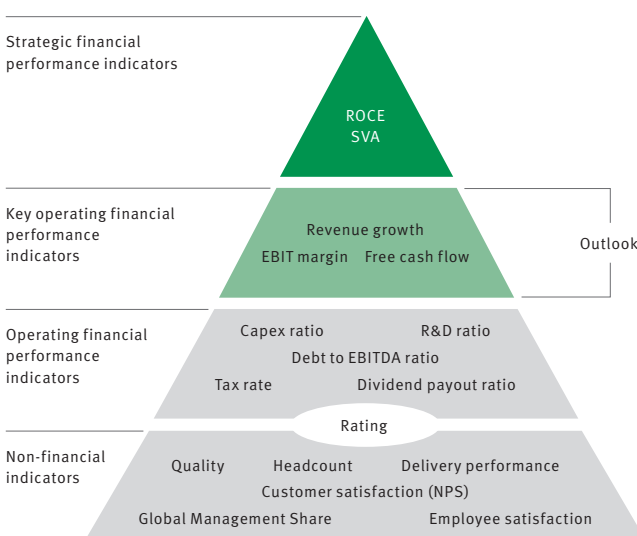 Strategic financial
performance indicators
ROCE
SVA
Key operating financial
performance
indicators
Revenue growth
EBIT margin Free cash flow
Outlook
Operating financial
performance
indicators
Capex ratio R&D ratio
Debt to EBITDA ratio
Tax rate Dividend payout ratio
Rating
Non-financial
indicators
Quality Headcount Delivery performance
Customer satisfaction (NPS)
Global Management Share Employee satisfaction